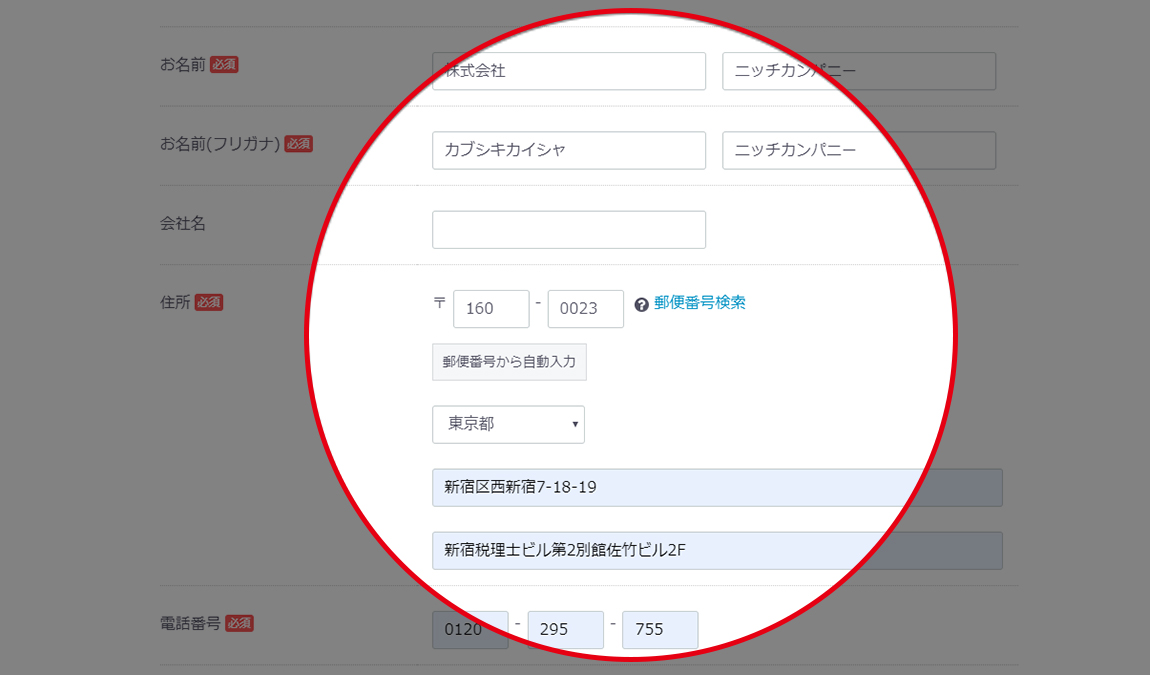 お名前 必須 株式会社 ニッチカンパニー
お名前(フリガナ) 必須 カブシキカイシャ ニッチカンパニー
会社名
住所 必須 〒 160 - 0023 ? 郵便番号検索
郵便番号から自動入力
東京都
新宿区西新宿7-18-19
新宿税理士ビル第2別館佐竹ビル2F
電話番号 必須 0120 - 295 - 755